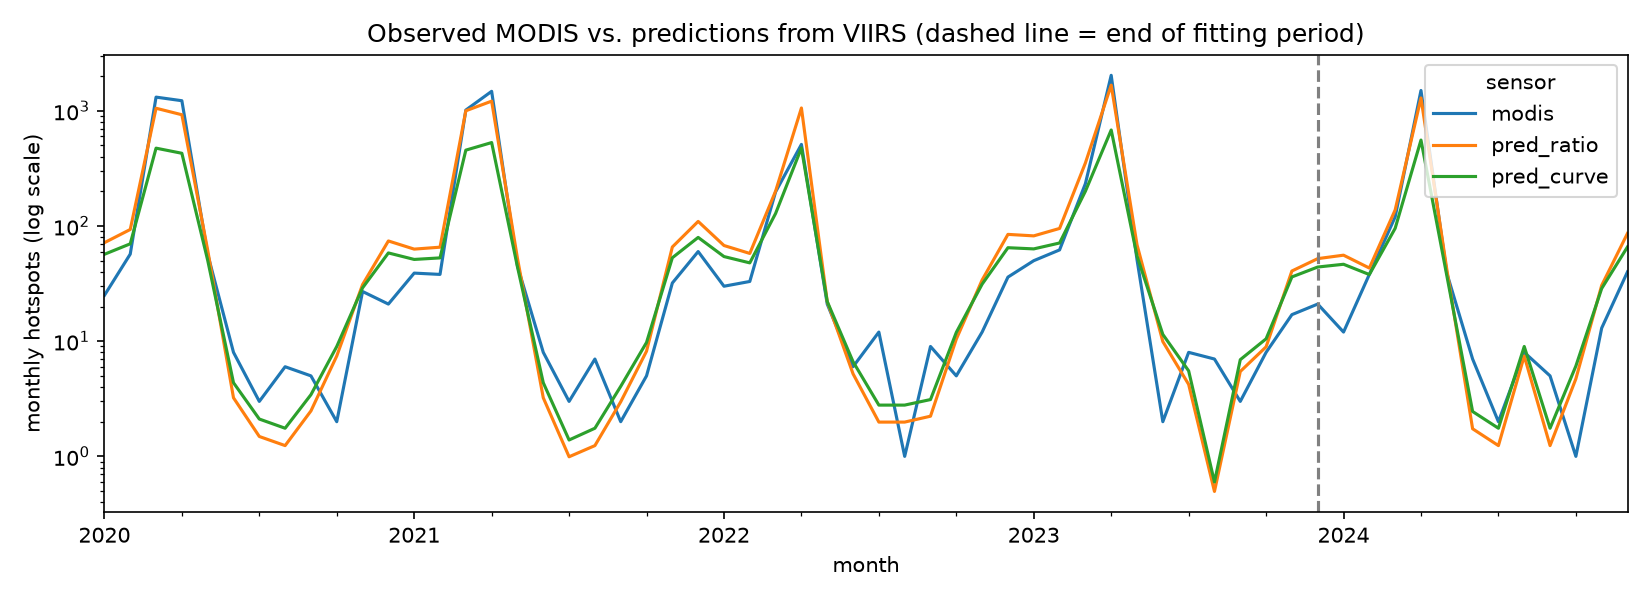 Observed MODIS vs. predictions from VIIRS (dashed line = end of fitting period)
monthly hotspots (log scale)
10³
10²
10¹
10⁰
sensor
modis
pred_ratio
pred_curve
2020
2021
2022
2023
2024
month